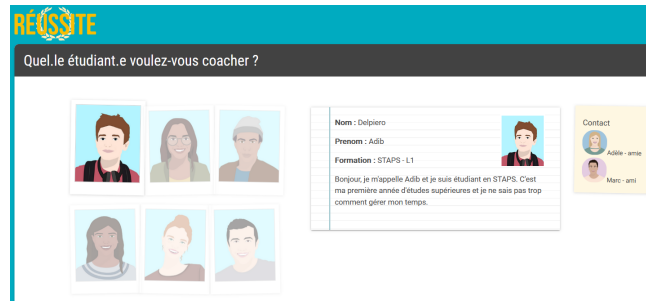 RÉUSSITE
Quel.le étudiant.e voulez-vous coacher ?
Nom : Delpiero
Prenom : Adib
Formation : STAPS - L1
Bonjour, je m'appelle Adib et je suis étudiant en STAPS. C'est
ma première année d'études supérieures et je ne sais pas trop
comment gérer mon temps.
Contact
Adèle - amie
Marc - ami